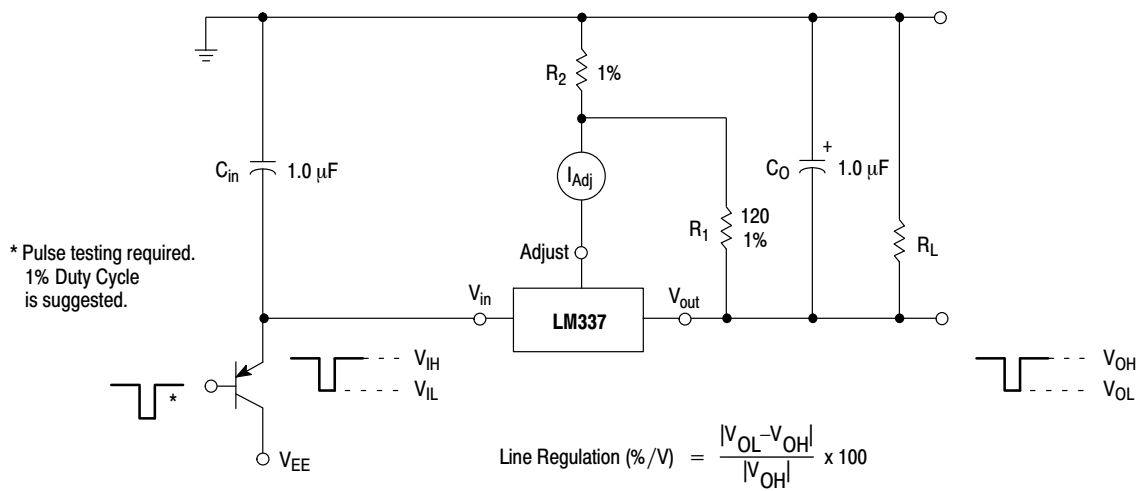 R2 1%
Cin 1.0 μF
IAdj
CO + 1.0 μF
R1 120 1%
RL
* Pulse testing required.
1% Duty Cycle
is suggested.
Adjust
Vin
LM337
Vout
VIH
VIL
*
VEE
VOH
VOL
Line Regulation (%/V) = |VOL–VOH| / |VOH| x 100